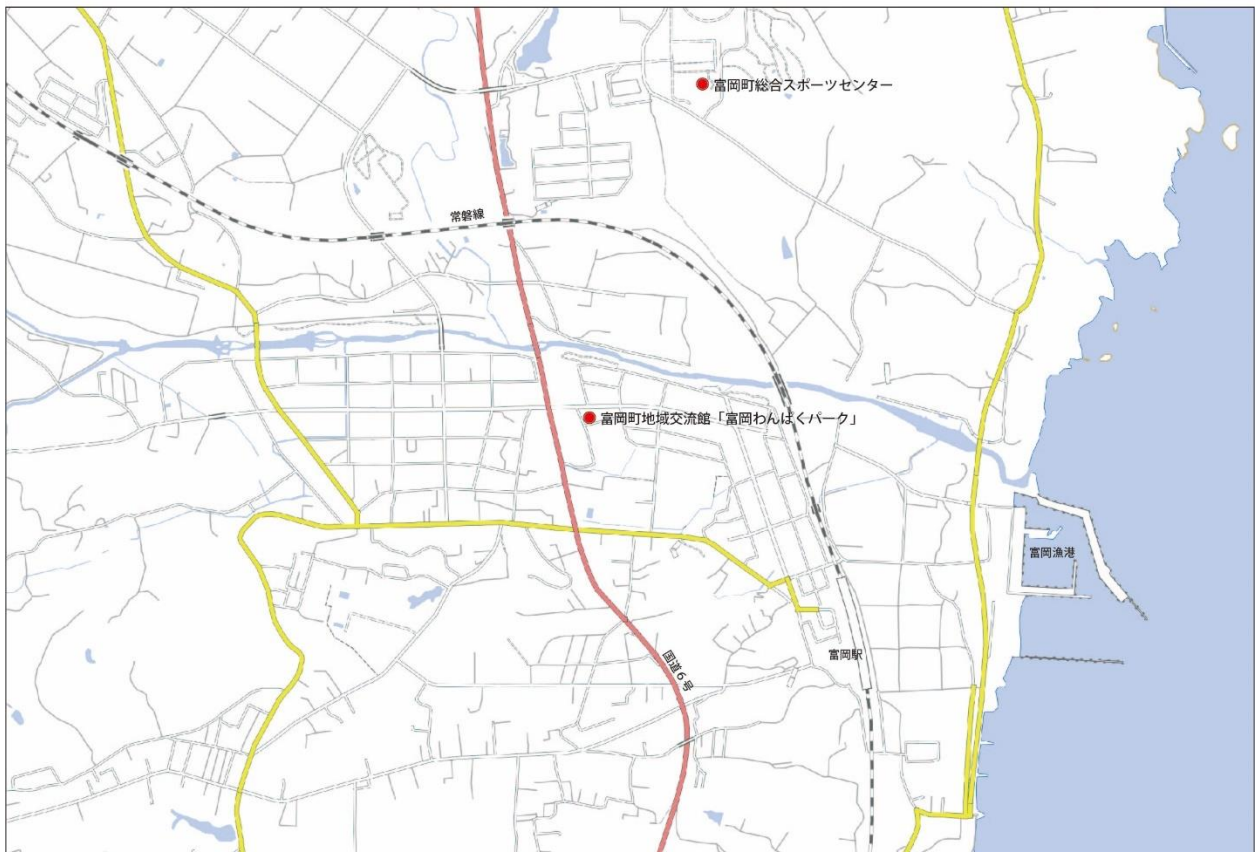 富岡町総合スポーツセンター
常磐線
富岡町地域交流館「富岡わんぱくパーク」
富岡漁港
富岡駅
国道6号